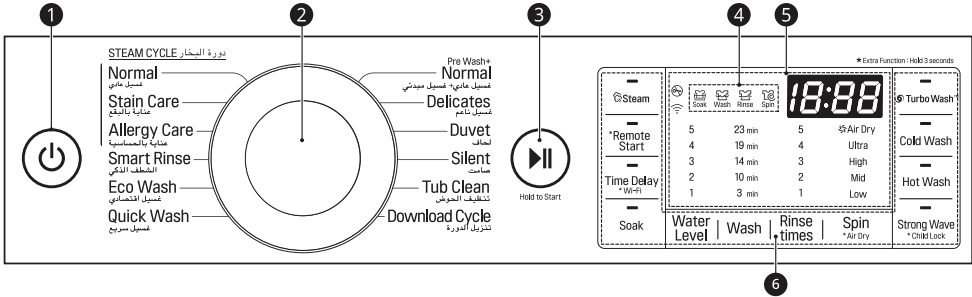 1
2
3
4
5
6
STEAM CYCLE دورة البخار
Normal
غسيل عادي
Stain Care
عناية بالبقع
Allergy Care
عناية بالحساسية
Smart Rinse
الشطف الذكي
Eco Wash
غسيل اقتصادي
Quick Wash
غسيل سريع
Pre Wash+
Normal
غسيل عادي+ غسيل مبدئي
Delicates
غسيل ناعم
Duvet
لحاف
Silent
صامت
Tub Clean
تنظيف الحوض
Download Cycle
تنزيل الدورة
Hold to Start
* Extra Function : Hold 3 seconds
Steam
*Remote
Start
Time Delay
*Wi-Fi
Soak
Soak Wash Rinse Spin
18:88
5 23 min 5 Air Dry
4 19 min 4 Ultra
3 14 min 3 High
2 10 min 2 Mid
1 3 min 1 Low
Water
Level
Wash
Rinse
times
Spin
*Air Dry
Turbo Wash
Cold Wash
Hot Wash
Strong Wave
*Child Lock